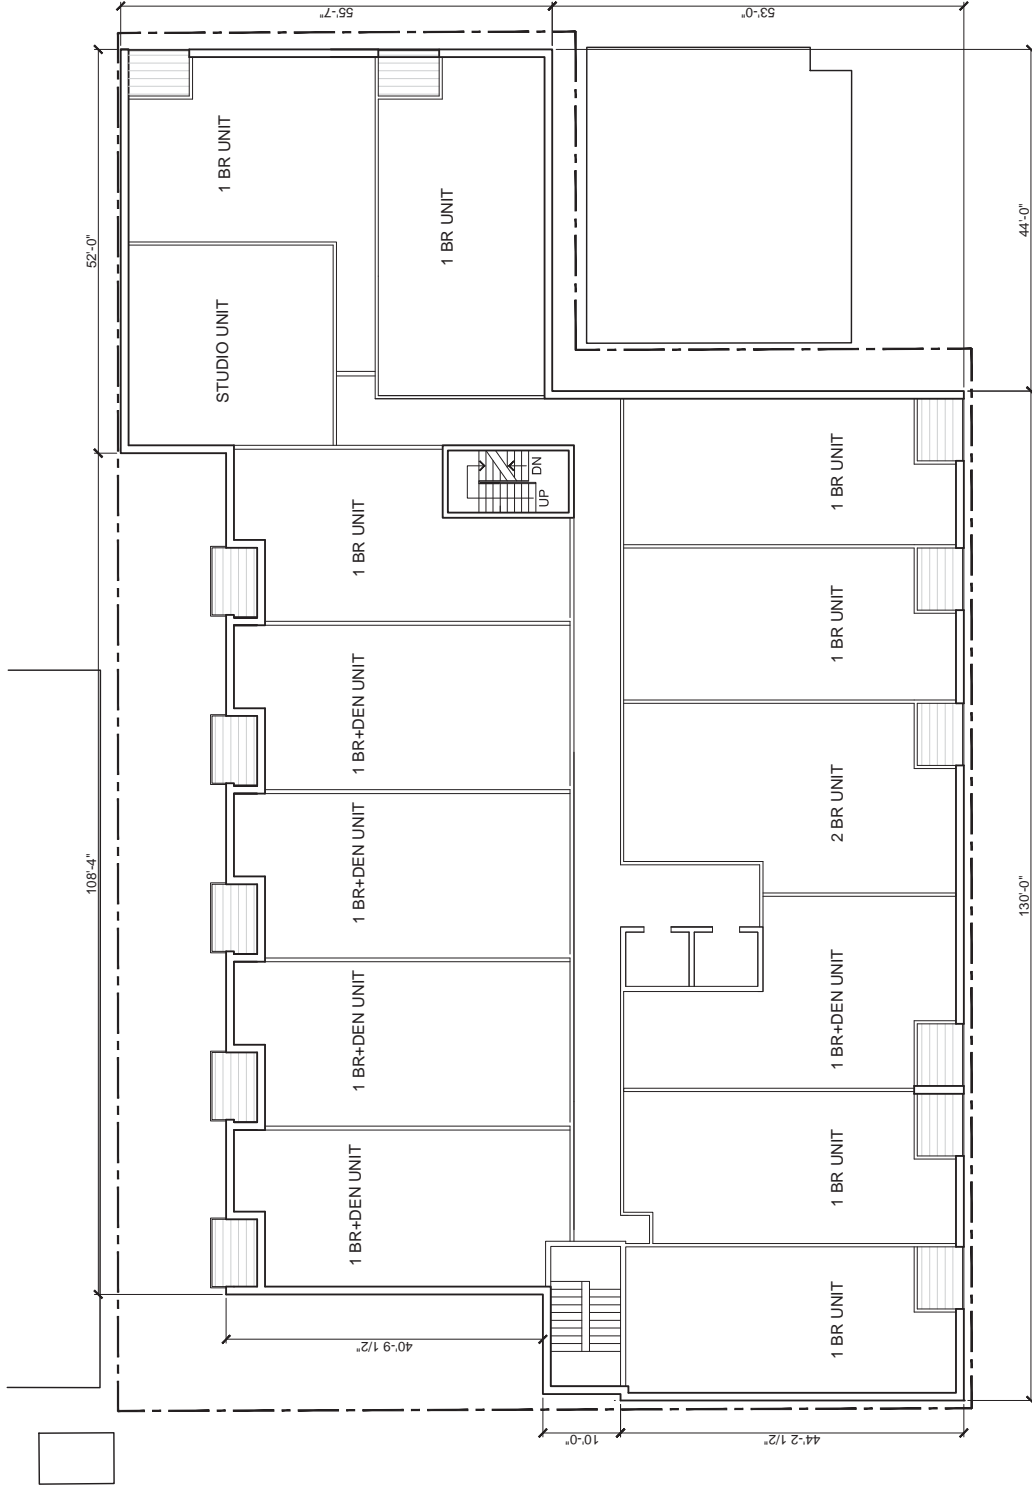 55'-7"
53'-0"
52'-0"
44'-0"
1 BR UNIT
1 BR UNIT
STUDIO UNIT
1 BR UNIT
UP
DN
1 BR UNIT
1 BR+DEN UNIT
1 BR UNIT
108'-4"
1 BR+DEN UNIT
2 BR UNIT
130'-0"
1 BR+DEN UNIT
1 BR+DEN UNIT
1 BR+DEN UNIT
1 BR UNIT
1 BR UNIT
40'-9 1/2"
10'-0"
44'-2 1/2"